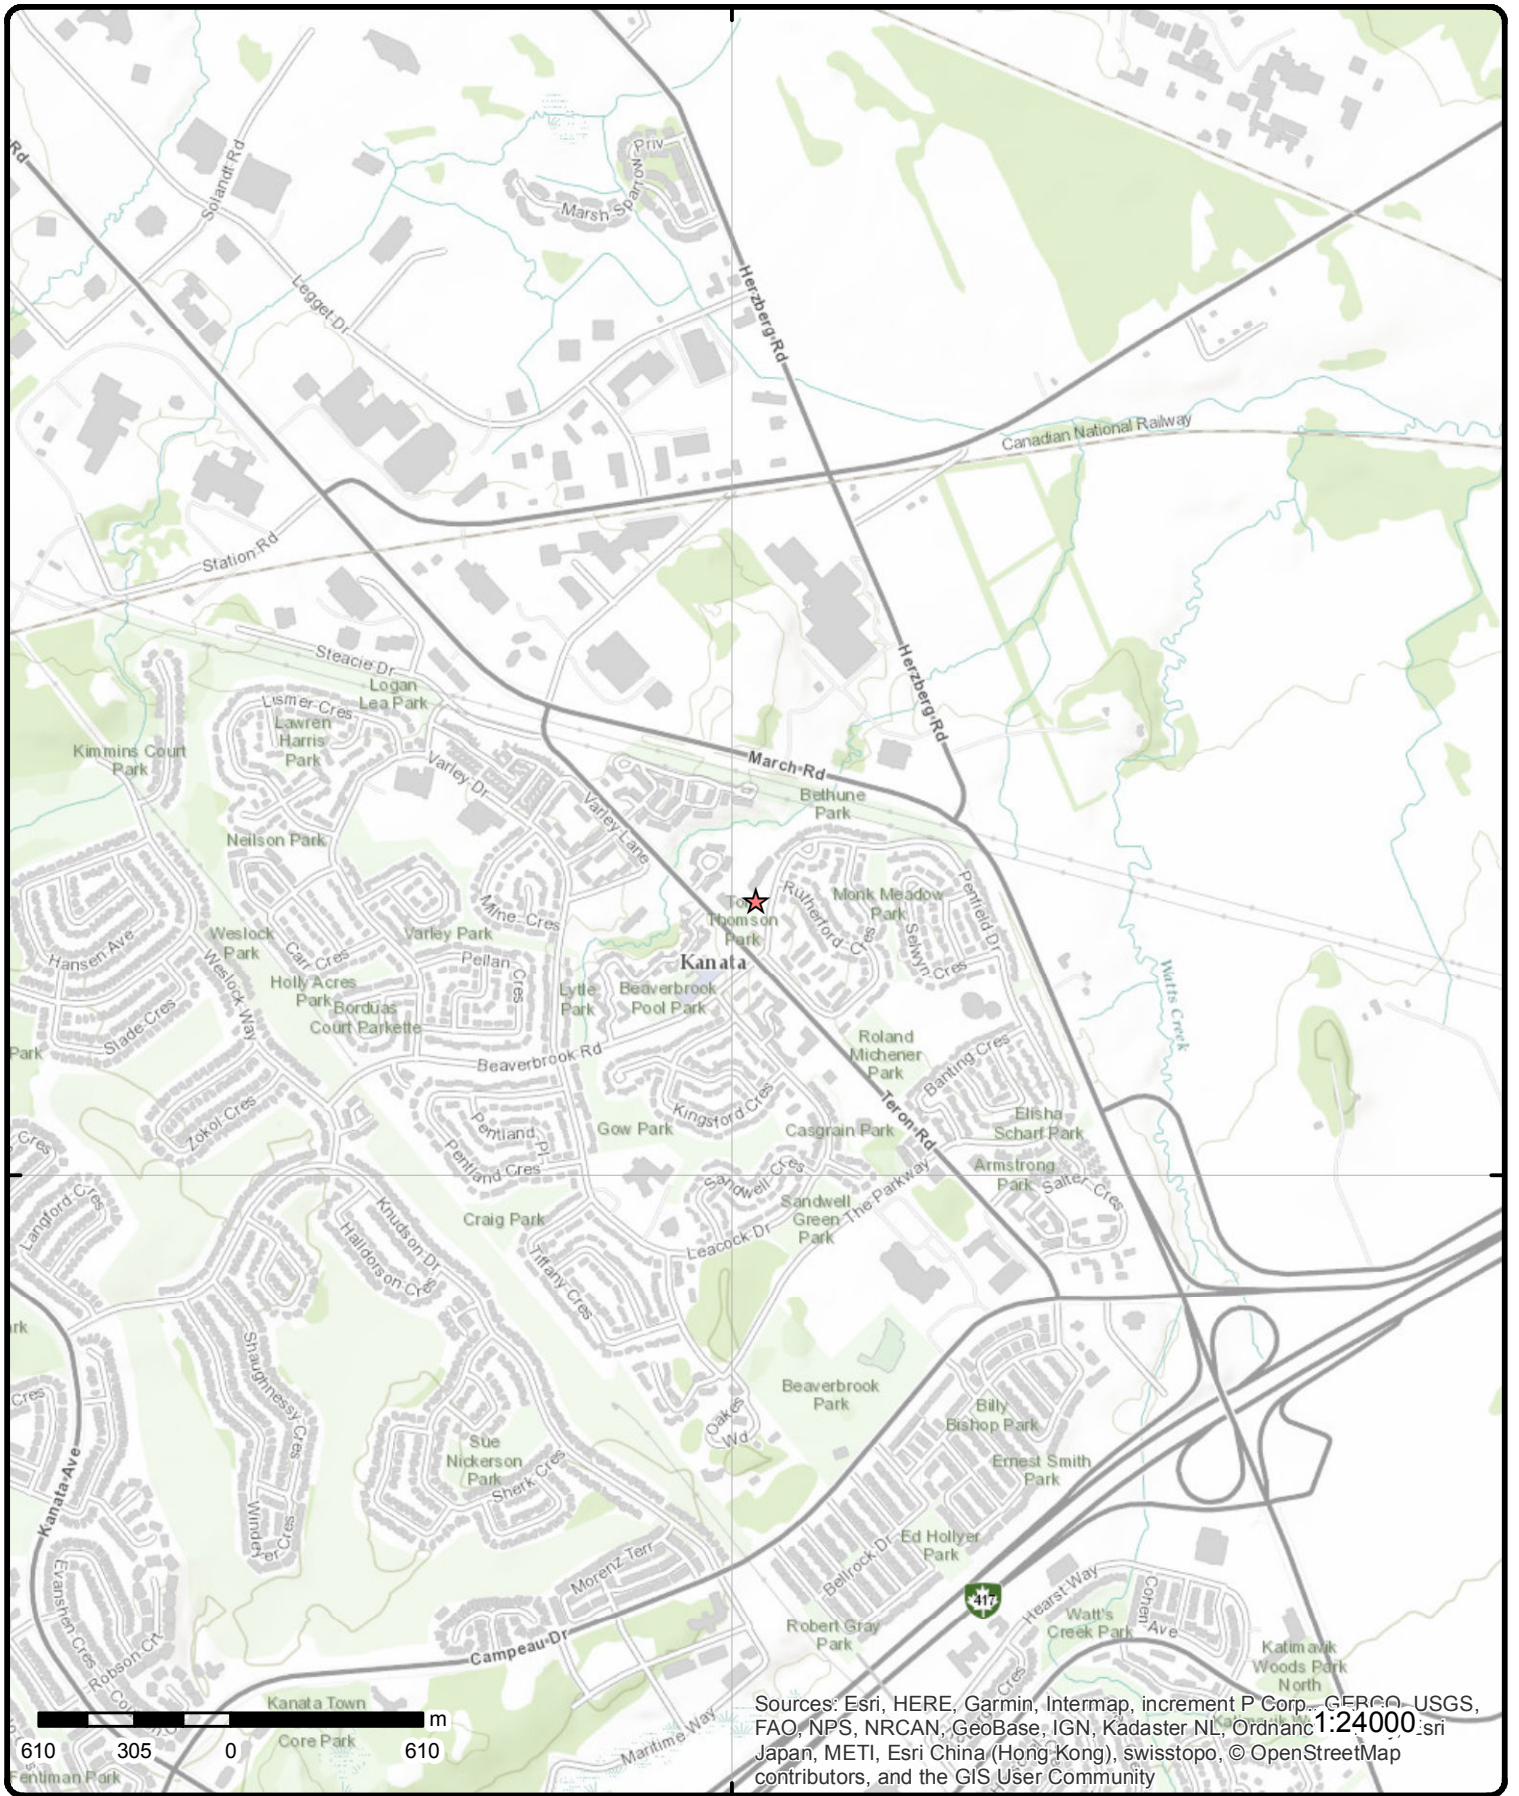 Priv
Marsh Sparrow
Rd
Solandt Rd
Legget Dr
Herzberg Rd
Canadian National Railway
Station Rd
Steacie Dr
Logan
Lea Park
Lismer Cres
Lawren
Harris
Park
Herzberg Rd
Kimmins Court
Park
Varley Dr
March Rd
Bethune
Park
Varley Lane
Neilson Park
Penfield Dr
Rutherford Cres
Monk Meadow
Park
Milne Cres
Thomson
Park
Selwyn Cres
Hansen Ave
Weslock
Park
Carr Cres
Varley Park
Kanata
Pellan Cres
Weslock Way
Holly Acres
Park
Borduas
Court Parkette
Lytle
Park
Beaverbrook
Pool Park
Watts Creek
Slade Cres
Park
Roland
Michener
Park
Beaverbrook Rd
Banting Cres
Zokol Cres
Kingsford Cres
Teron Rd
Elisha
Scharf Park
Pentland Pl
Gow Park
Casgrain Park
Cres
Pentland Cres
Sandwell Cres
The Parkway
Armstrong
Park
Salter Cres
Langford Cres
Knudson Dr
Halldorson Cres
Craig Park
Sandwell
Green
Park
Leacock Dr
Tiffany Cres
ark
Shaughnessy Cres
Cres
Beaverbrook
Park
Oakes
Wd
Billy
Bishop Park
Sue
Nickerson
Park
Sherk Cres
Ernest Smith
Park
Kanata Ave
Windeyer Cres
Ed Hollyer
Park
Bellrock Dr
Morenz Terr
417
Hearst Way
Cohen Ave
Evanshen Cres
Robson Crt
Robert Gray
Park
Watt's
Creek Park
Campeau Dr
Katimavik
Woods Park
North
Cres
Kanata Town
Core Park
Maritime Way
Fentiman Park
m
610 305 0 610
1:24000
Sources: Esri, HERE, Garmin, Intermap, increment P Corp., GEBCO, USGS,
FAO, NPS, NRCAN, GeoBase, IGN, Kadaster NL, Ordnanc Esri
Japan, METI, Esri China (Hong Kong), swisstopo, © OpenStreetMap
contributors, and the GIS User Community